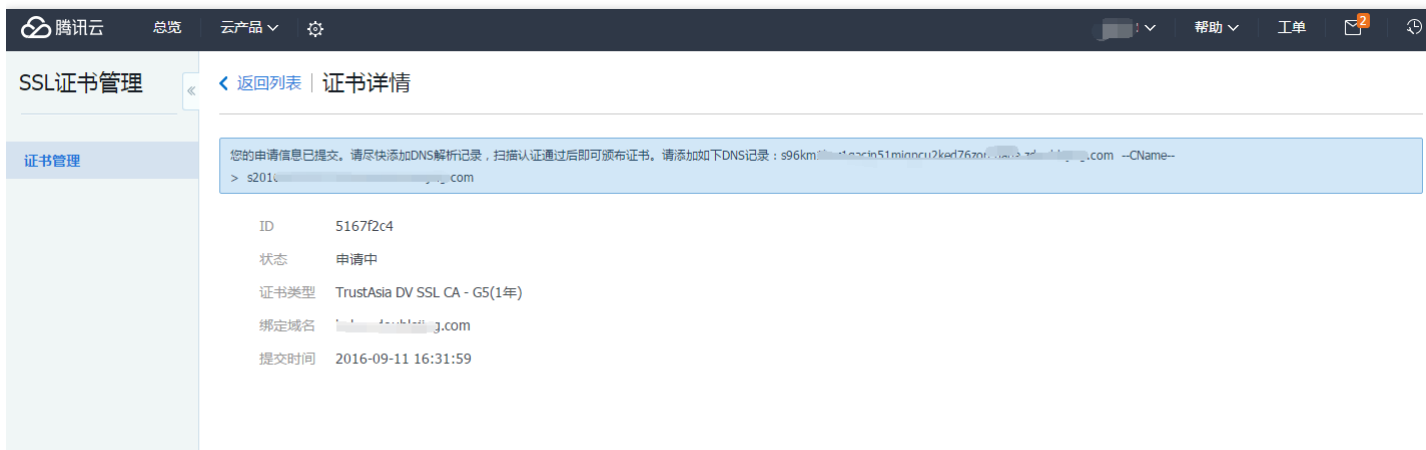 腾讯云 总览 云产品 帮助 工单 2
SSL证书管理
返回列表 证书详情
证书管理
您的申请信息已提交。请尽快添加DNS解析记录，扫描认证通过后即可颁布证书。请添加如下DNS记录：s96km .com --CName--
> s201 .com
ID 5167f2c4
状态 申请中
证书类型 TrustAsia DV SSL CA - G5(1年)
绑定域名 g.com
提交时间 2016-09-11 16:31:59